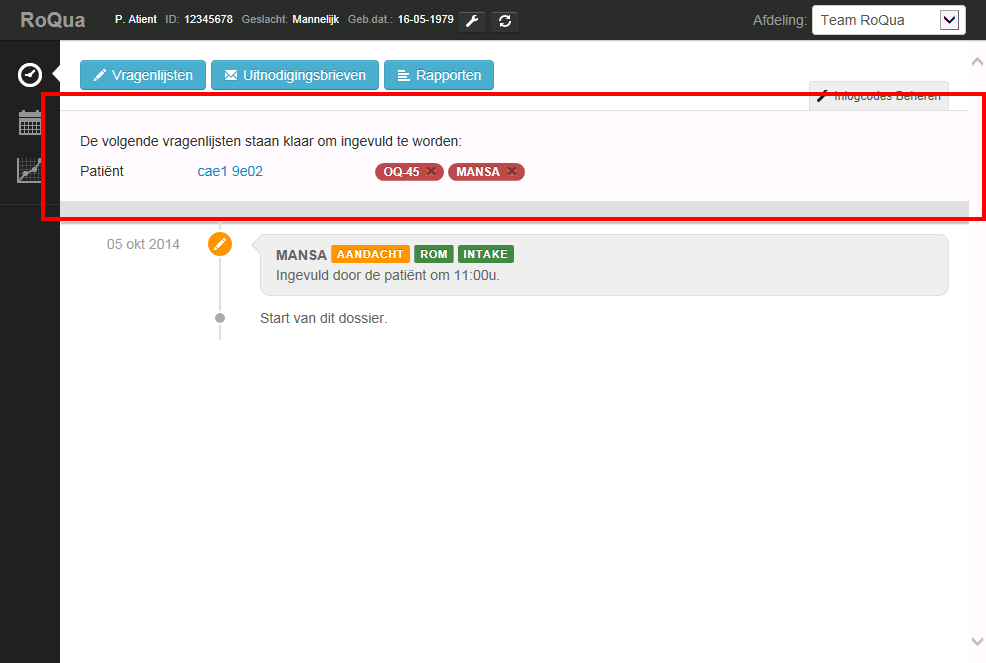 RoQua P. Atient ID: 12345678 Geslacht: Mannelijk Geb.dat.: 16-05-1979 Afdeling: Team RoQua
Vragenlijsten Uitnodigingsbrieven Rapporten
Inlogcodes Beheren
De volgende vragenlijsten staan klaar om ingevuld te worden:
Patiënt cae1 9e02 OQ-45 MANSA
05 okt 2014 MANSA AANDACHT ROM INTAKE
Ingevuld door de patiënt om 11:00u.
Start van dit dossier.